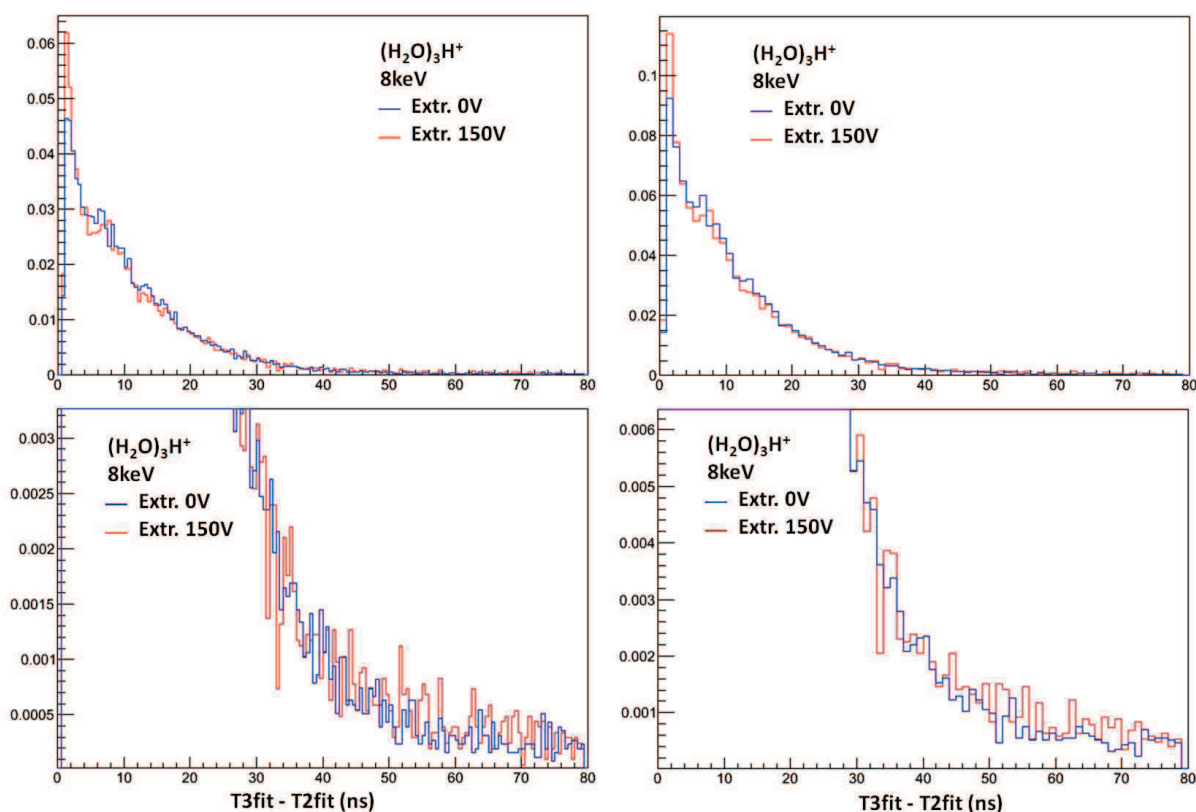 0.06
0.05
0.04
0.03
0.02
0.01
0
0 10 20 30 40 50 60 70 80
(H₂O)₃H⁺
8keV
Extr. 0V
Extr. 150V
0.1
0.08
0.06
0.04
0.02
0
0 10 20 30 40 50 60 70 80
(H₂O)₃H⁺
8keV
Extr. 0V
Extr. 150V
0.003
0.0025
0.002
0.0015
0.001
0.0005
0 10 20 30 40 50 60 70 80
(H₂O)₃H⁺
8keV
Extr. 0V
Extr. 150V
T3fit - T2fit (ns)
0.006
0.005
0.004
0.003
0.002
0.001
0 10 20 30 40 50 60 70 80
(H₂O)₃H⁺
8keV
Extr. 0V
Extr. 150V
T3fit - T2fit (ns)